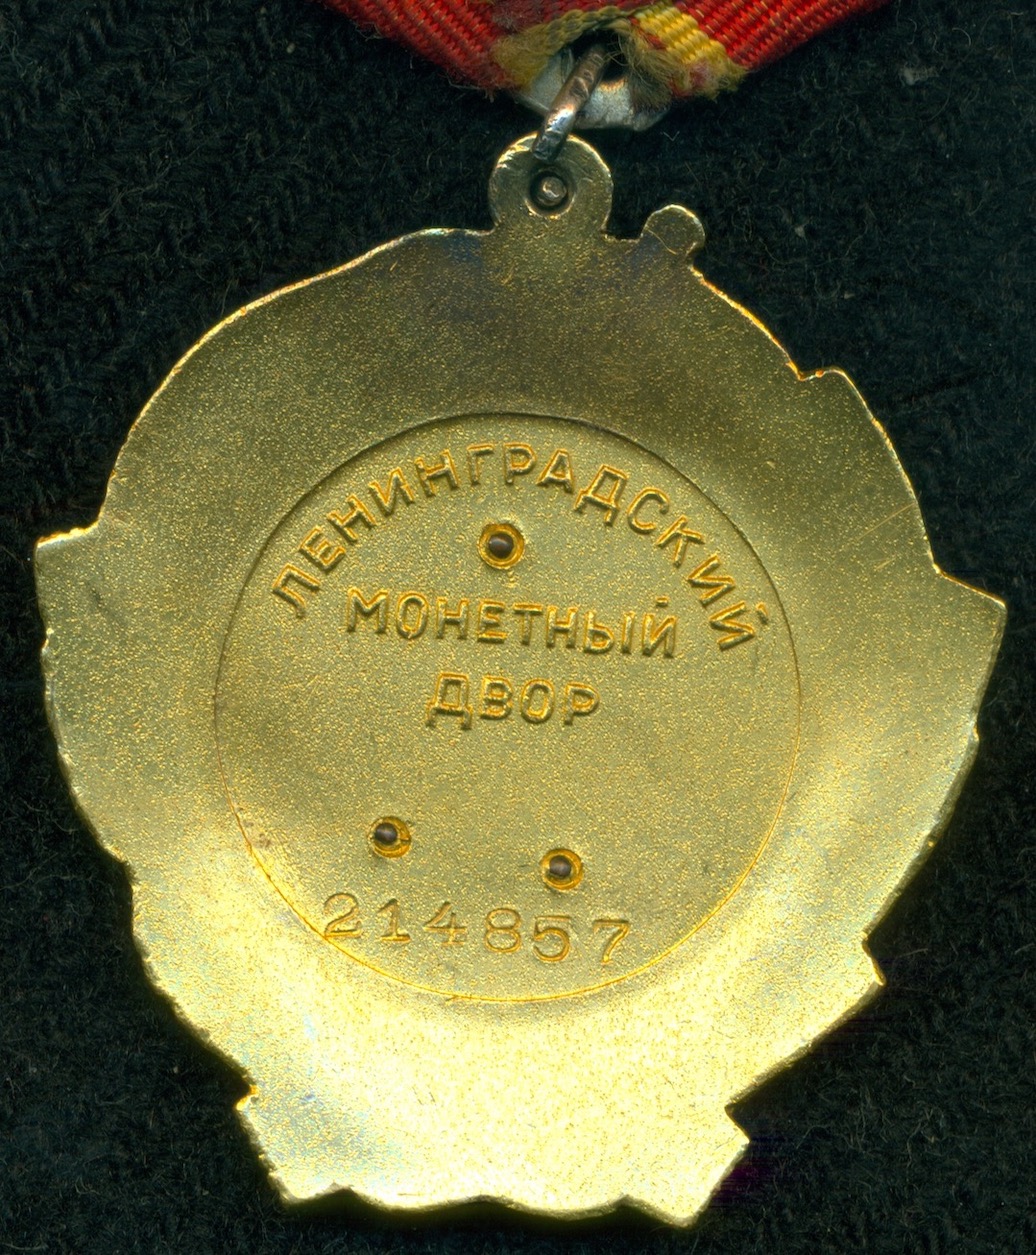 ЛЕНИНГРАДСКИЙ
МОНЕТНЫЙ
ДВОР
214857